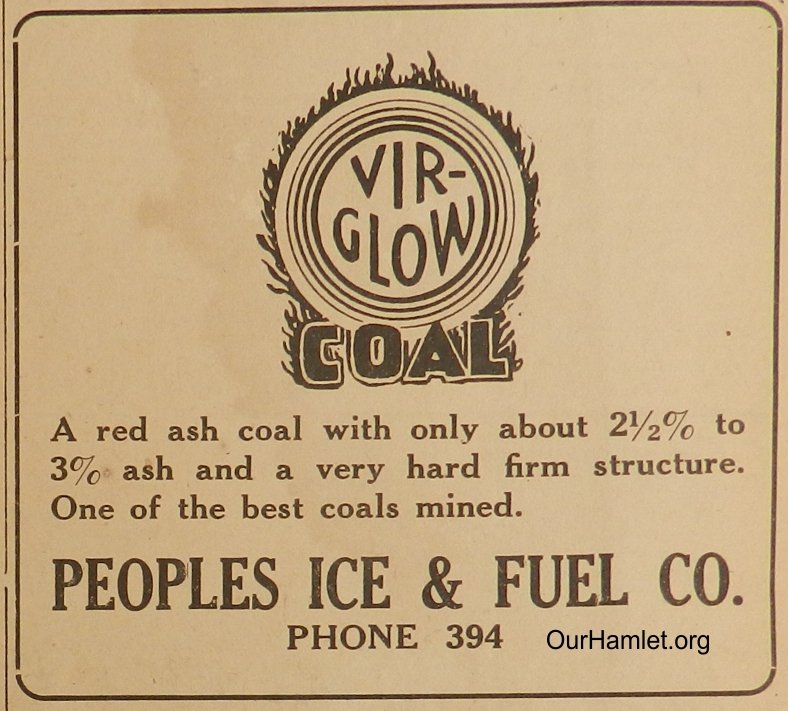 VIR-
GLOW
COAL
A red ash coal with only about 2½% to
3% ash and a very hard firm structure.
One of the best coals mined.
PEOPLES ICE & FUEL CO.
PHONE 394
OurHamlet.org